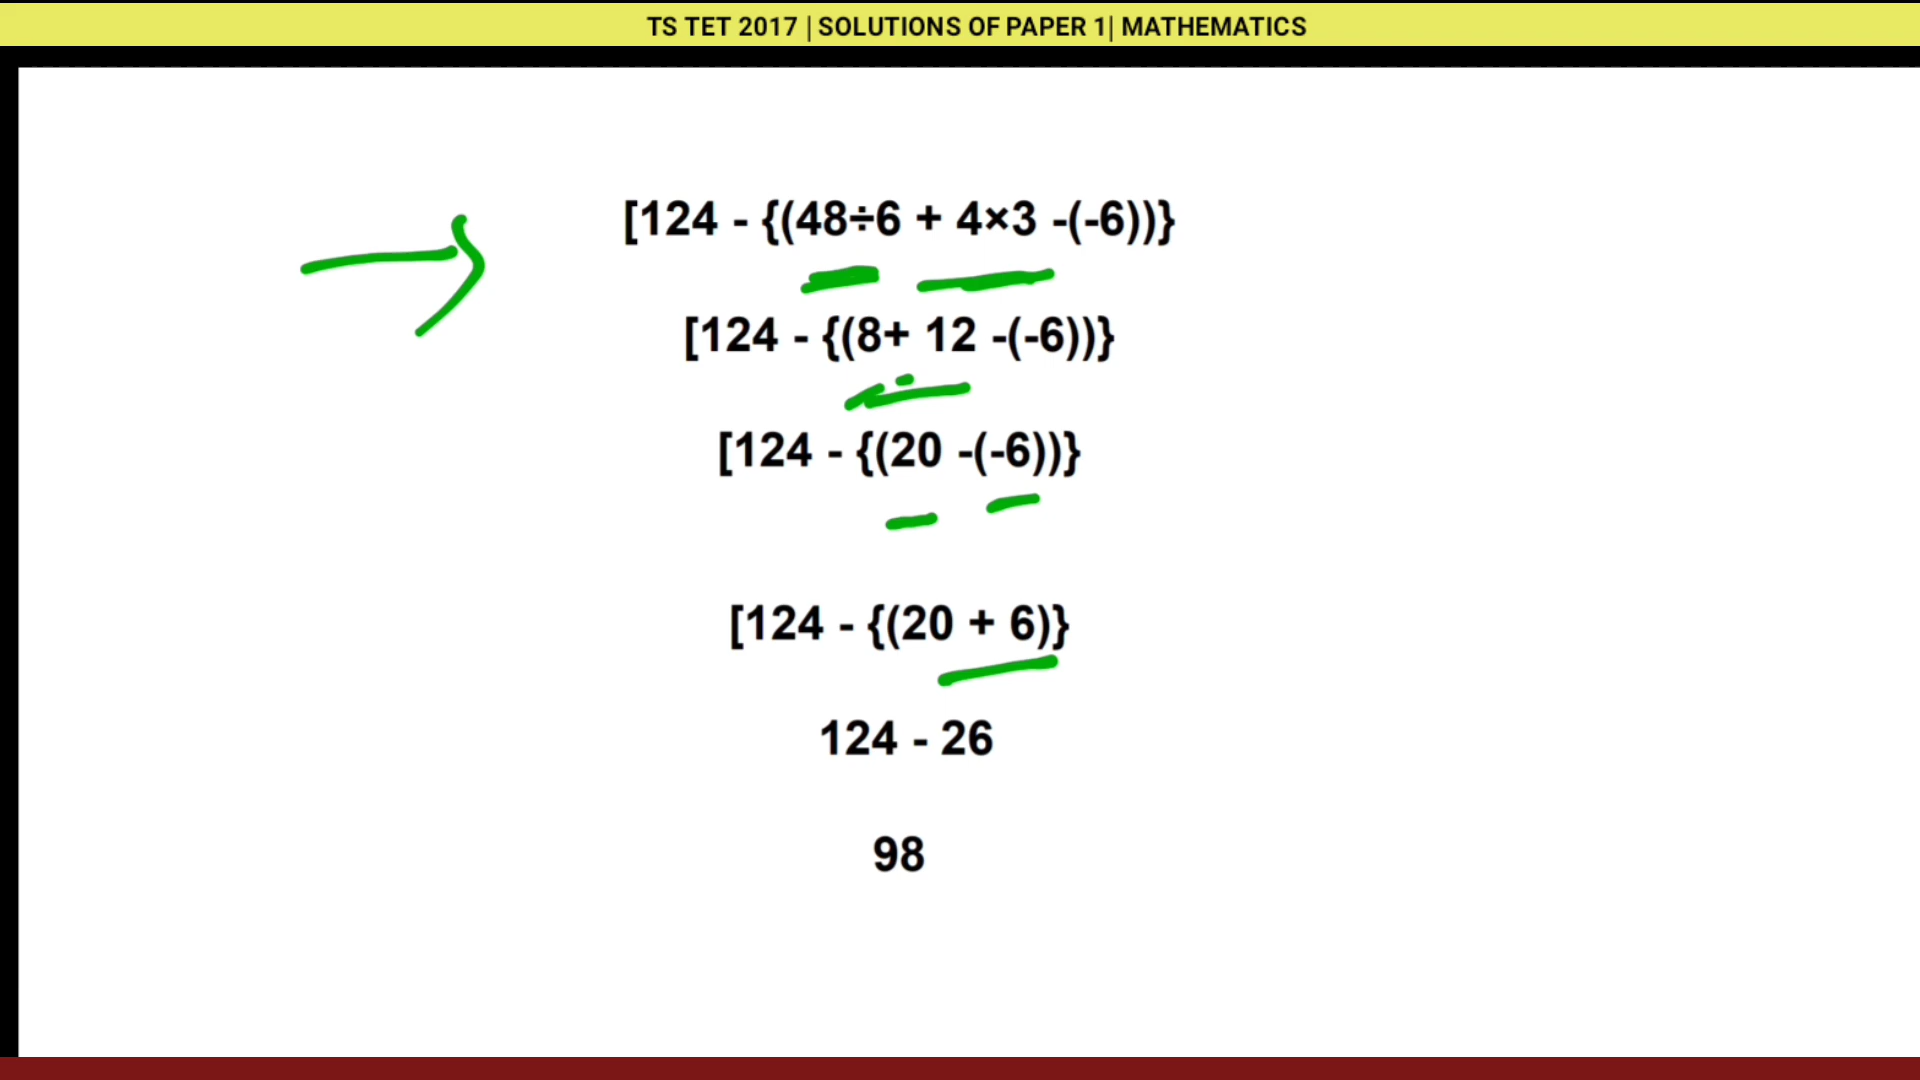 TS TET 2017 | SOLUTIONS OF PAPER 1| MATHEMATICS
[124 - {(48÷6 + 4×3 -(-6))}
[124 - {(8+ 12 -(-6))}
[124 - {(20 -(-6))}
[124 - {(20 + 6)}
124 - 26
98